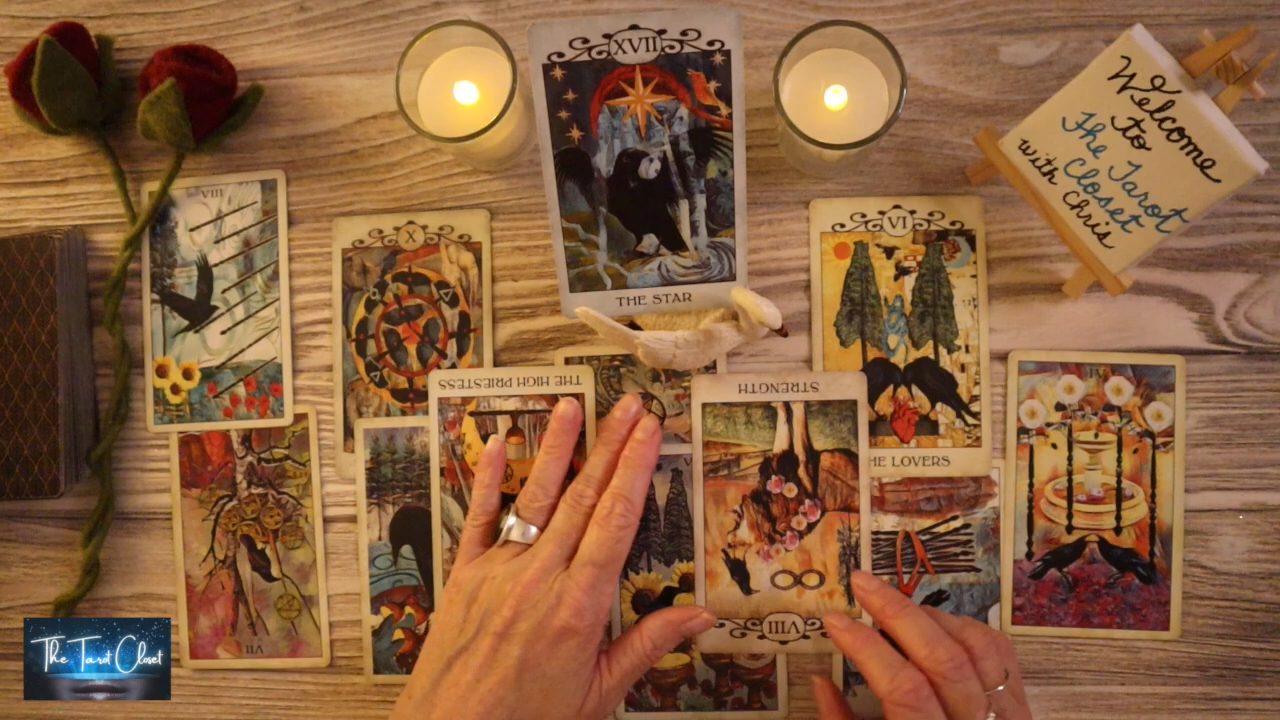 XVII
THE STAR
Welcome
to
The Tarot
Closet
with Chris
VIII
X
VI
THE LOVERS
THE HIGH PRIESTESS
STRENGTH
VIII
IV
VII
The Tarot Closet